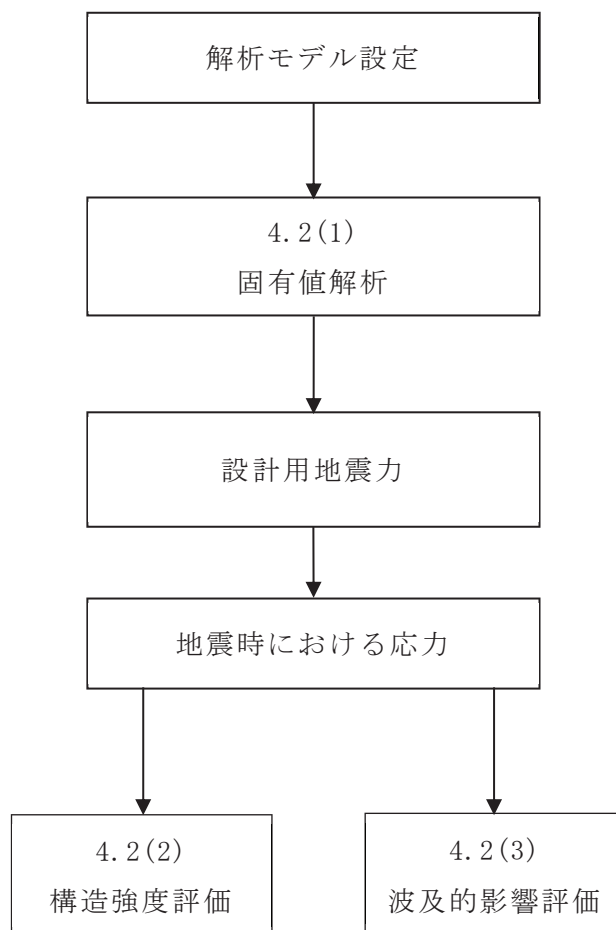 解析モデル設定
4.2(1)
固有値解析
設計用地震力
地震時における応力
4.2(2)
構造強度評価
4.2(3)
波及的影響評価